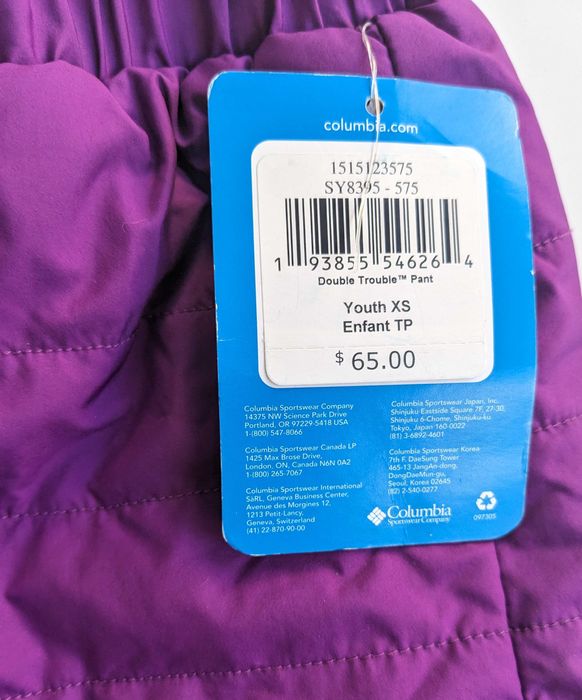 columbia.com
1515123575
SY8395 - 575
1 93855 54626 4
Double Trouble™ Pant
Youth XS
Enfant TP
$ 65.00
Columbia Sportswear Company
14375 NW Science Park Drive
Portland, OR 97229-5418 USA
1-(800) 547-8066
Columbia Sportswear Canada LP
1425 Max Brose Drive,
London, ON, Canada N6N 0A2
1-(800) 265-7067
Columbia Sportswear International
SaRL, Geneva Business Center,
Avenue des Morgines 12,
1213 Petit-Lancy,
Geneva, Switzerland
(41) 22-870-90-00
Columbia Sportswear Japan, Inc.
Shinjuku Eastside Square 7F, 27-30,
Shinjuku 6-Chome, Shinjuku-ku
Tokyo, Japan 160-0022
(81) 3-6892-4601
Columbia Sportswear Korea
7th F. DaeSung Tower
465-13 JangAn-dong,
DongDaeMun-gu,
Seoul, Korea 02645
(82) 2-540-0277
Columbia
Sportswear Company
097305